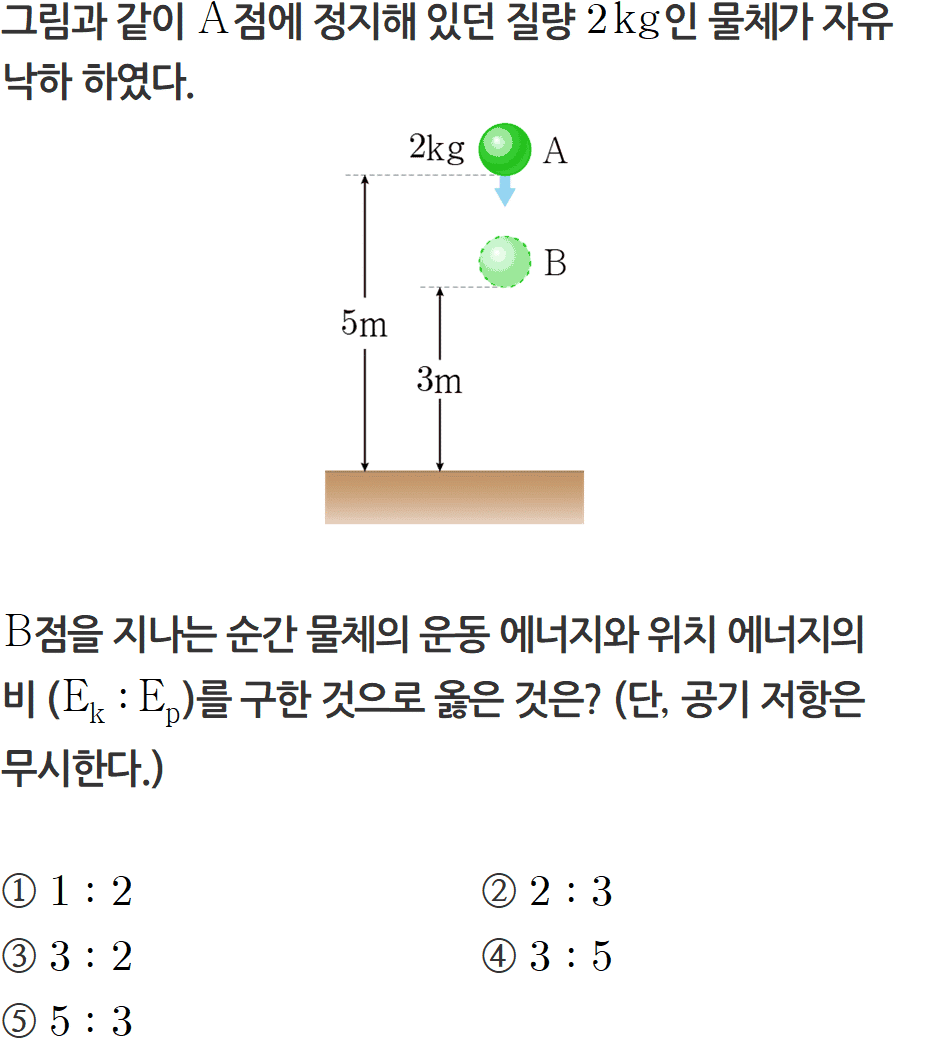 그림과 같이 A점에 정지해 있던 질량 2kg인 물체가 자유
낙하 하였다.
2kg A
B
5m
3m
B점을 지나는 순간 물체의 운동 에너지와 위치 에너지의
비 (Eₖ : Eₚ)를 구한 것으로 옳은 것은? (단, 공기 저항은
무시한다.)
① 1 : 2 ② 2 : 3
③ 3 : 2 ④ 3 : 5
⑤ 5 : 3